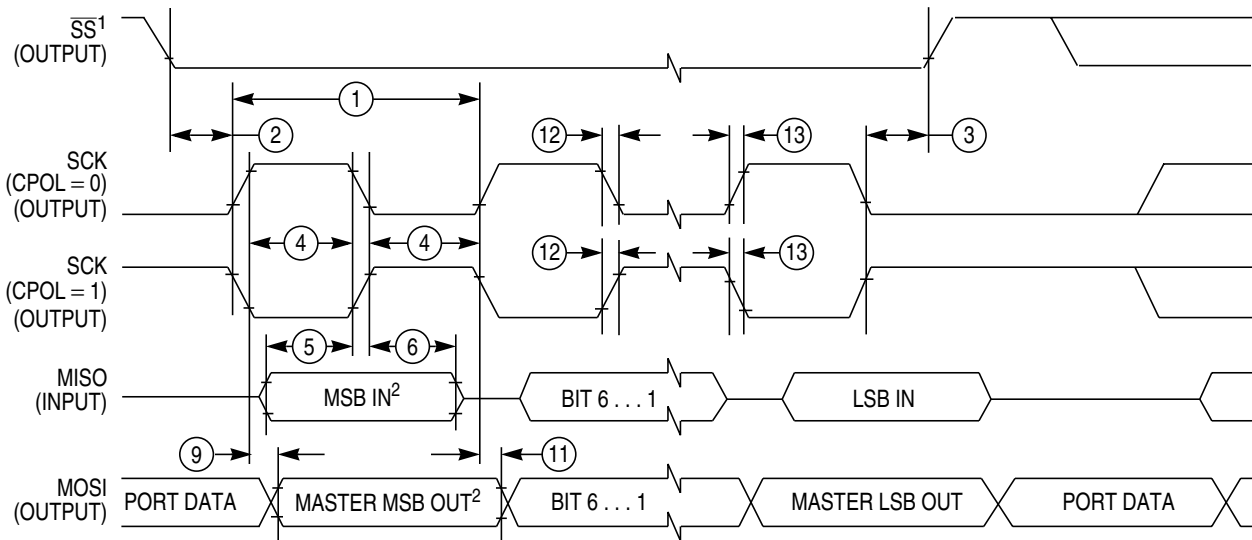 SS1
(OUTPUT)
1
2
12
13
3
SCK
(CPOL = 0)
(OUTPUT)
4
4
12
13
SCK
(CPOL = 1)
(OUTPUT)
5
6
MISO
(INPUT)
MSB IN2
BIT 6 . . . 1
LSB IN
9
11
MOSI
(OUTPUT)
PORT DATA
MASTER MSB OUT2
BIT 6 . . . 1
MASTER LSB OUT
PORT DATA